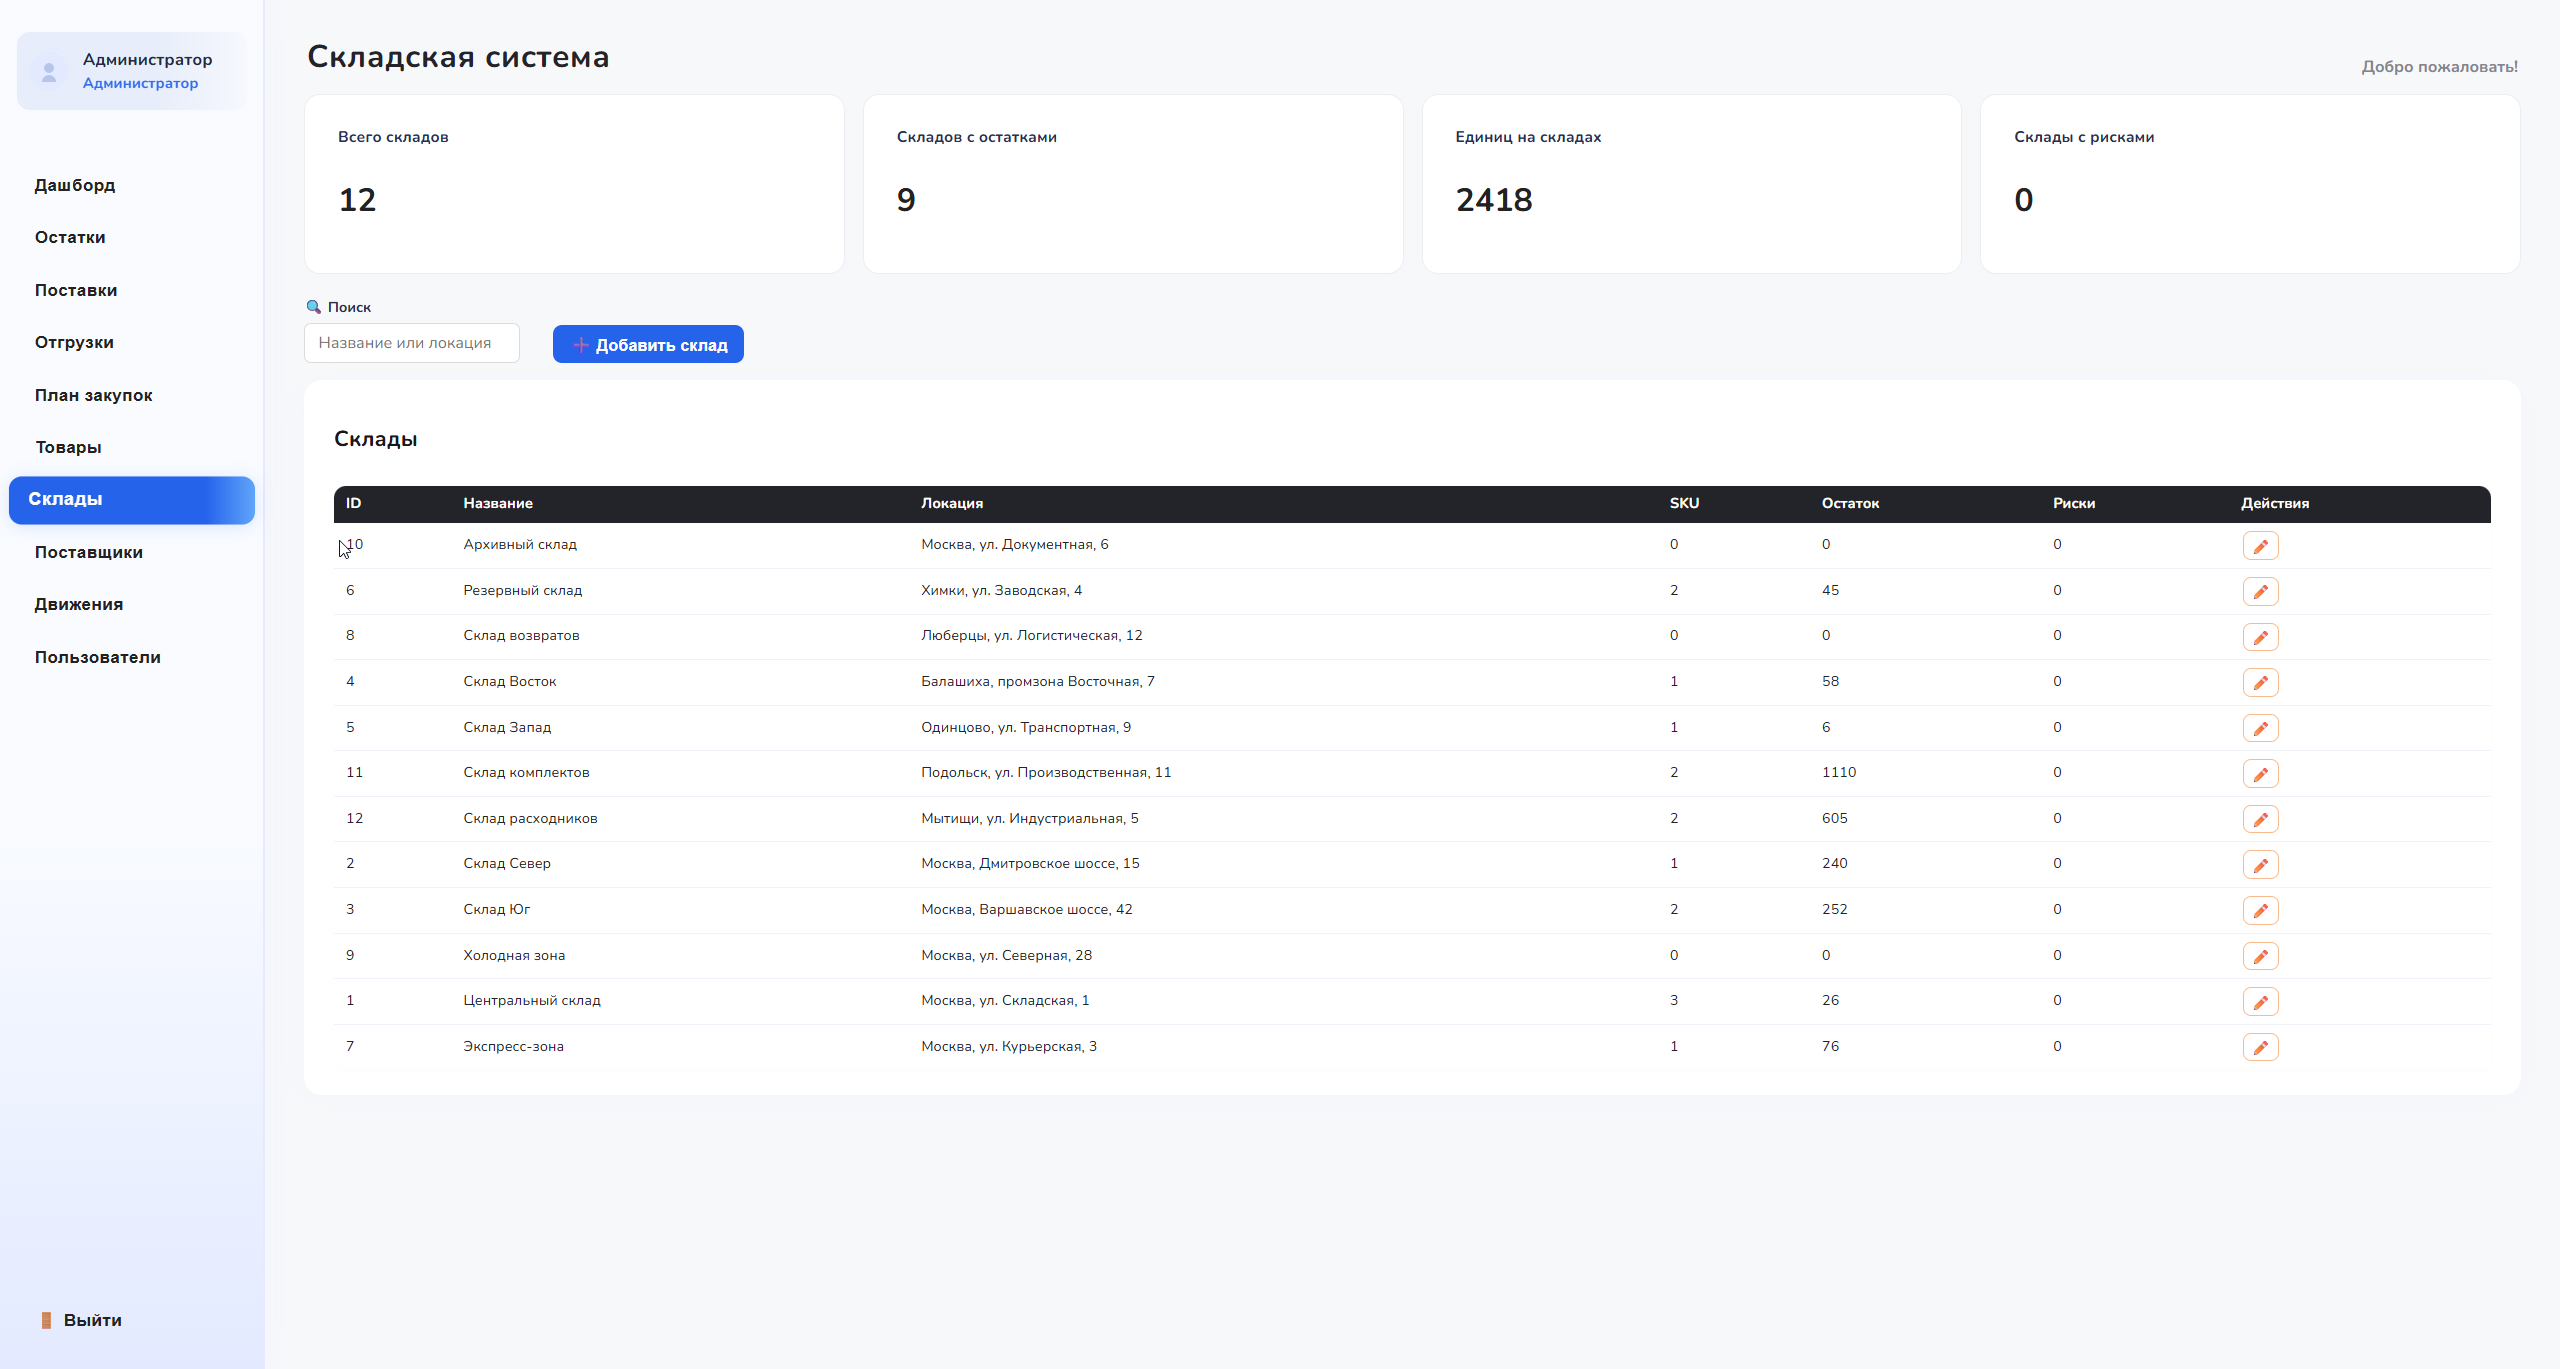 Администратор
Администратор
Дашборд
Остатки
Поставки
Отгрузки
План закупок
Товары
Склады
Поставщики
Движения
Пользователи
Выйти
Складская система
Добро пожаловать!
Всего складов
12
Складов с остатками
9
Единиц на складах
2418
Склады с рисками
0
🔍 Поиск
Название или локация
➕ Добавить склад
Склады
ID Название Локация SKU Остаток Риски Действия
10 Архивный склад Москва, ул. Документная, 6 0 0 0
6 Резервный склад Химки, ул. Заводская, 4 2 45 0
8 Склад возвратов Люберцы, ул. Логистическая, 12 0 0 0
4 Склад Восток Балашиха, промзона Восточная, 7 1 58 0
5 Склад Запад Одинцово, ул. Транспортная, 9 1 6 0
11 Склад комплектов Подольск, ул. Производственная, 11 2 1110 0
12 Склад расходников Мытищи, ул. Индустриальная, 5 2 605 0
2 Склад Север Москва, Дмитровское шоссе, 15 1 240 0
3 Склад Юг Москва, Варшавское шоссе, 42 2 252 0
9 Холодная зона Москва, ул. Северная, 28 0 0 0
1 Центральный склад Москва, ул. Складская, 1 3 26 0
7 Экспресс-зона Москва, ул. Курьерская, 3 1 76 0